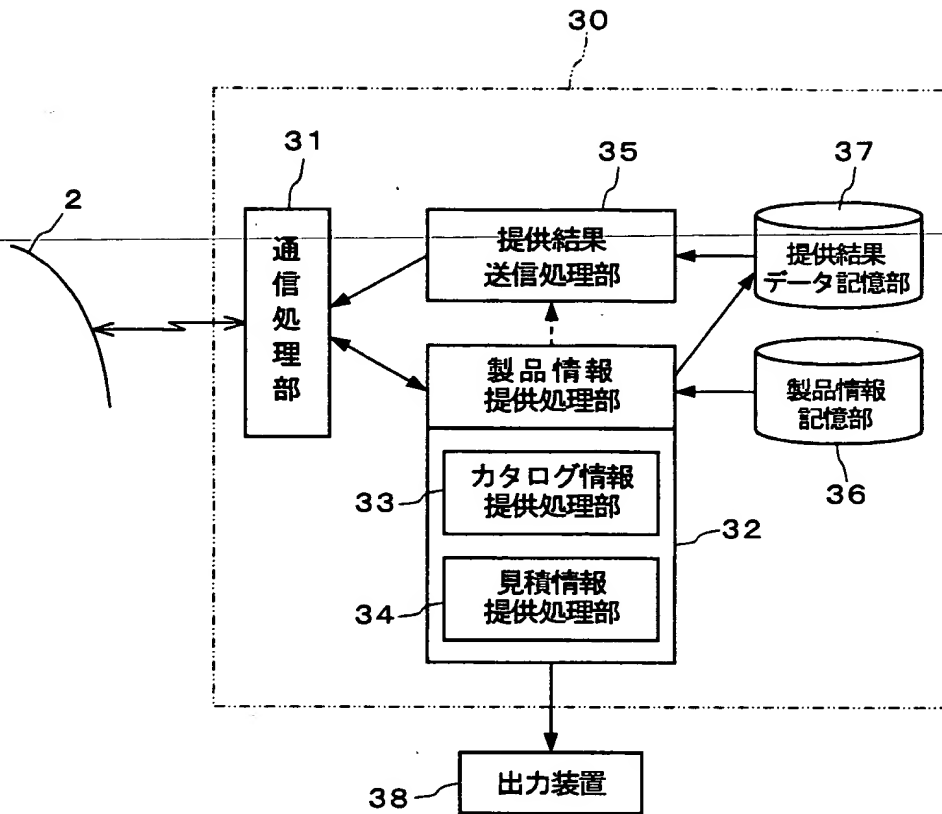 30
31
35
37
2
通信処理部
提供結果
送信処理部
提供結果
データ記憶部
製品情報
提供処理部
製品情報
記憶部
36
33
カタログ情報
提供処理部
32
34
見積情報
提供処理部
38
出力装置